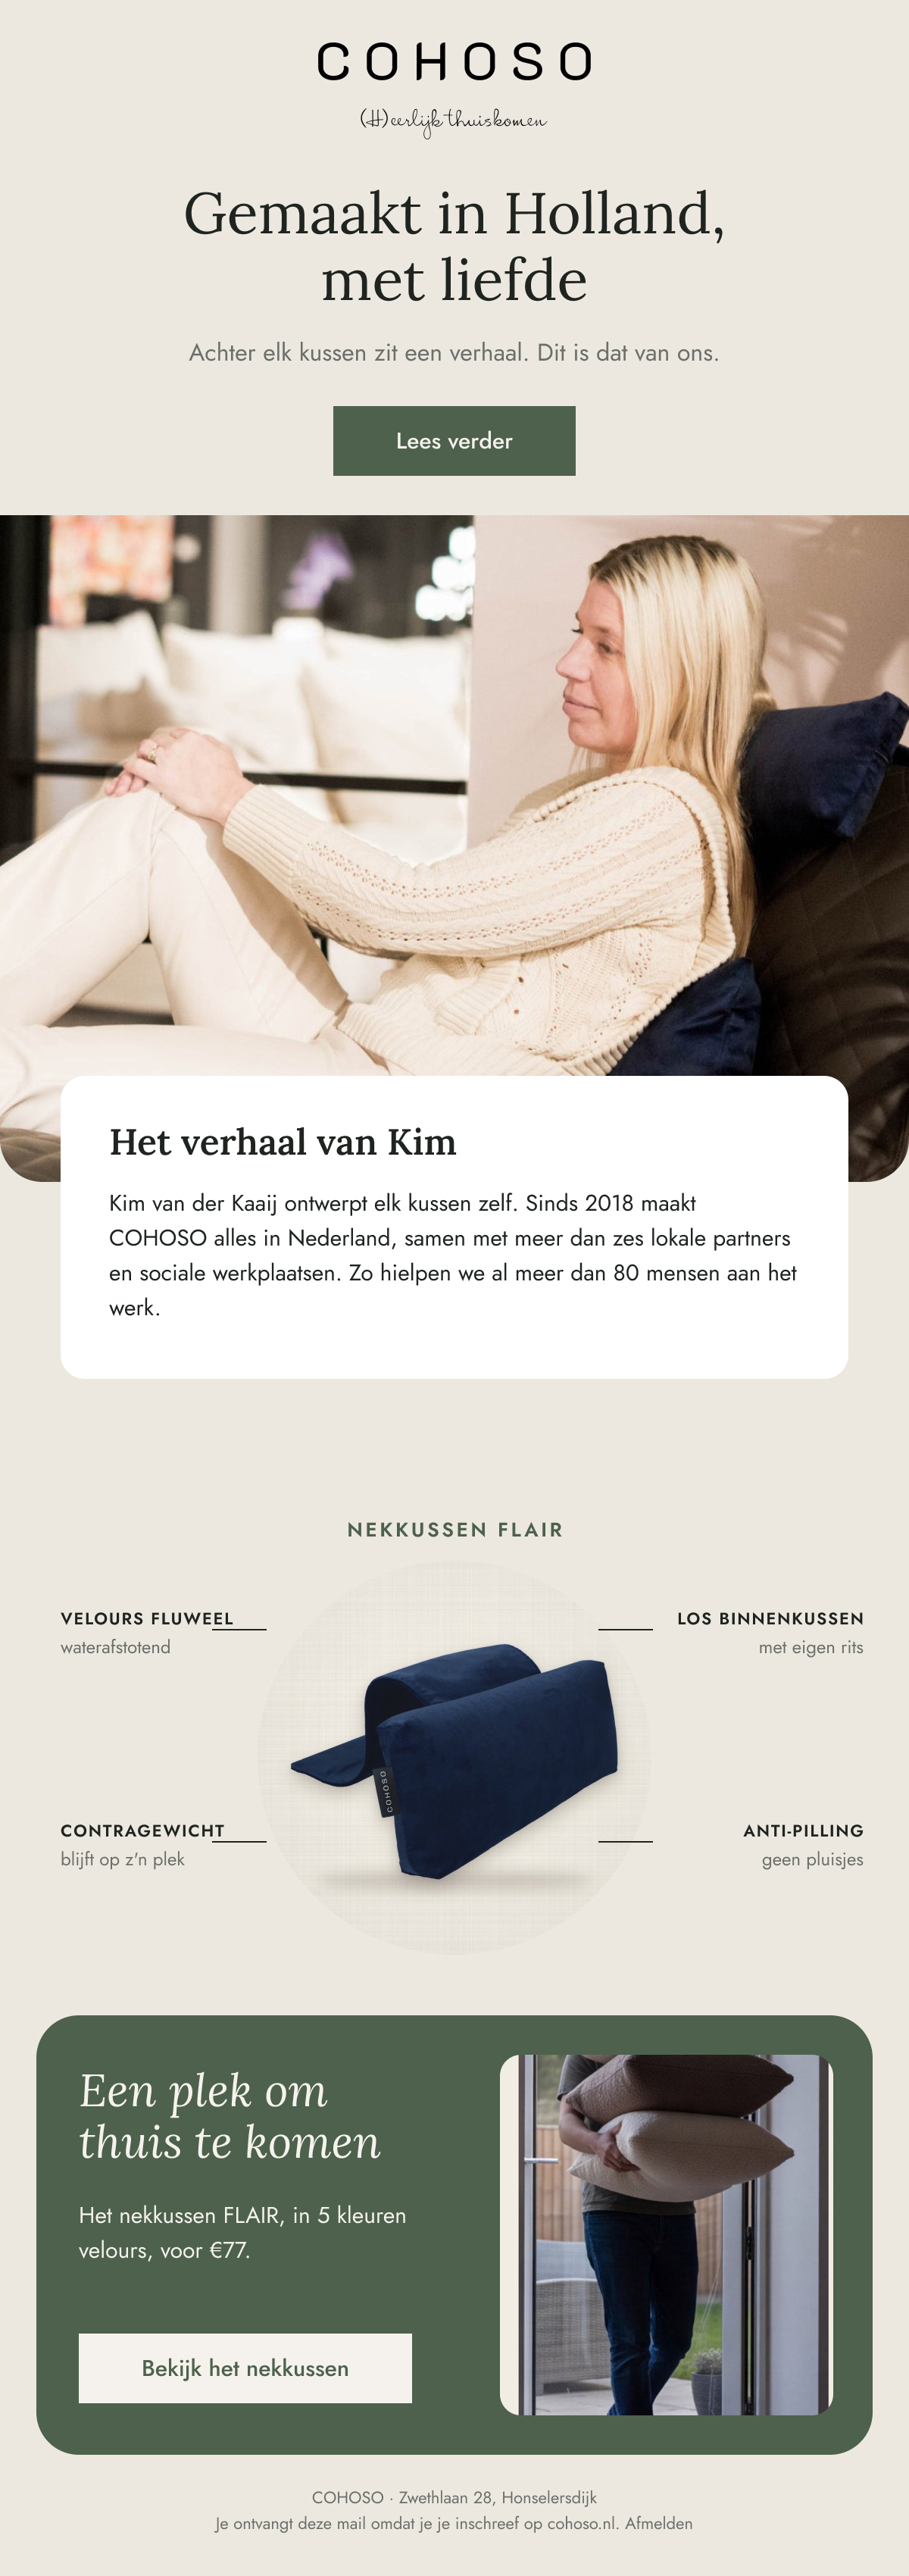 COHOSO
(H)eerlijk thuiskomen
Gemaakt in Holland,
met liefde
Achter elk kussen zit een verhaal. Dit is dat van ons.
Lees verder
Het verhaal van Kim
Kim van der Kaaij ontwerpt elk kussen zelf. Sinds 2018 maakt
COHOSO alles in Nederland, samen met meer dan zes lokale partners
en sociale werkplaatsen. Zo hielpen we al meer dan 80 mensen aan het
werk.
NEKKUSSEN FLAIR
VELOURS FLUWEEL
waterafstotend
LOS BINNENKUSSEN
met eigen rits
COHOSO
CONTRAGEWICHT
blijft op z'n plek
ANTI-PILLING
geen pluisjes
Een plek om
thuis te komen
Het nekkussen FLAIR, in 5 kleuren
velours, voor €77.
Bekijk het nekkussen
COHOSO · Zwethlaan 28, Honselersdijk
Je ontvangt deze mail omdat je je inschreef op cohoso.nl. Afmelden